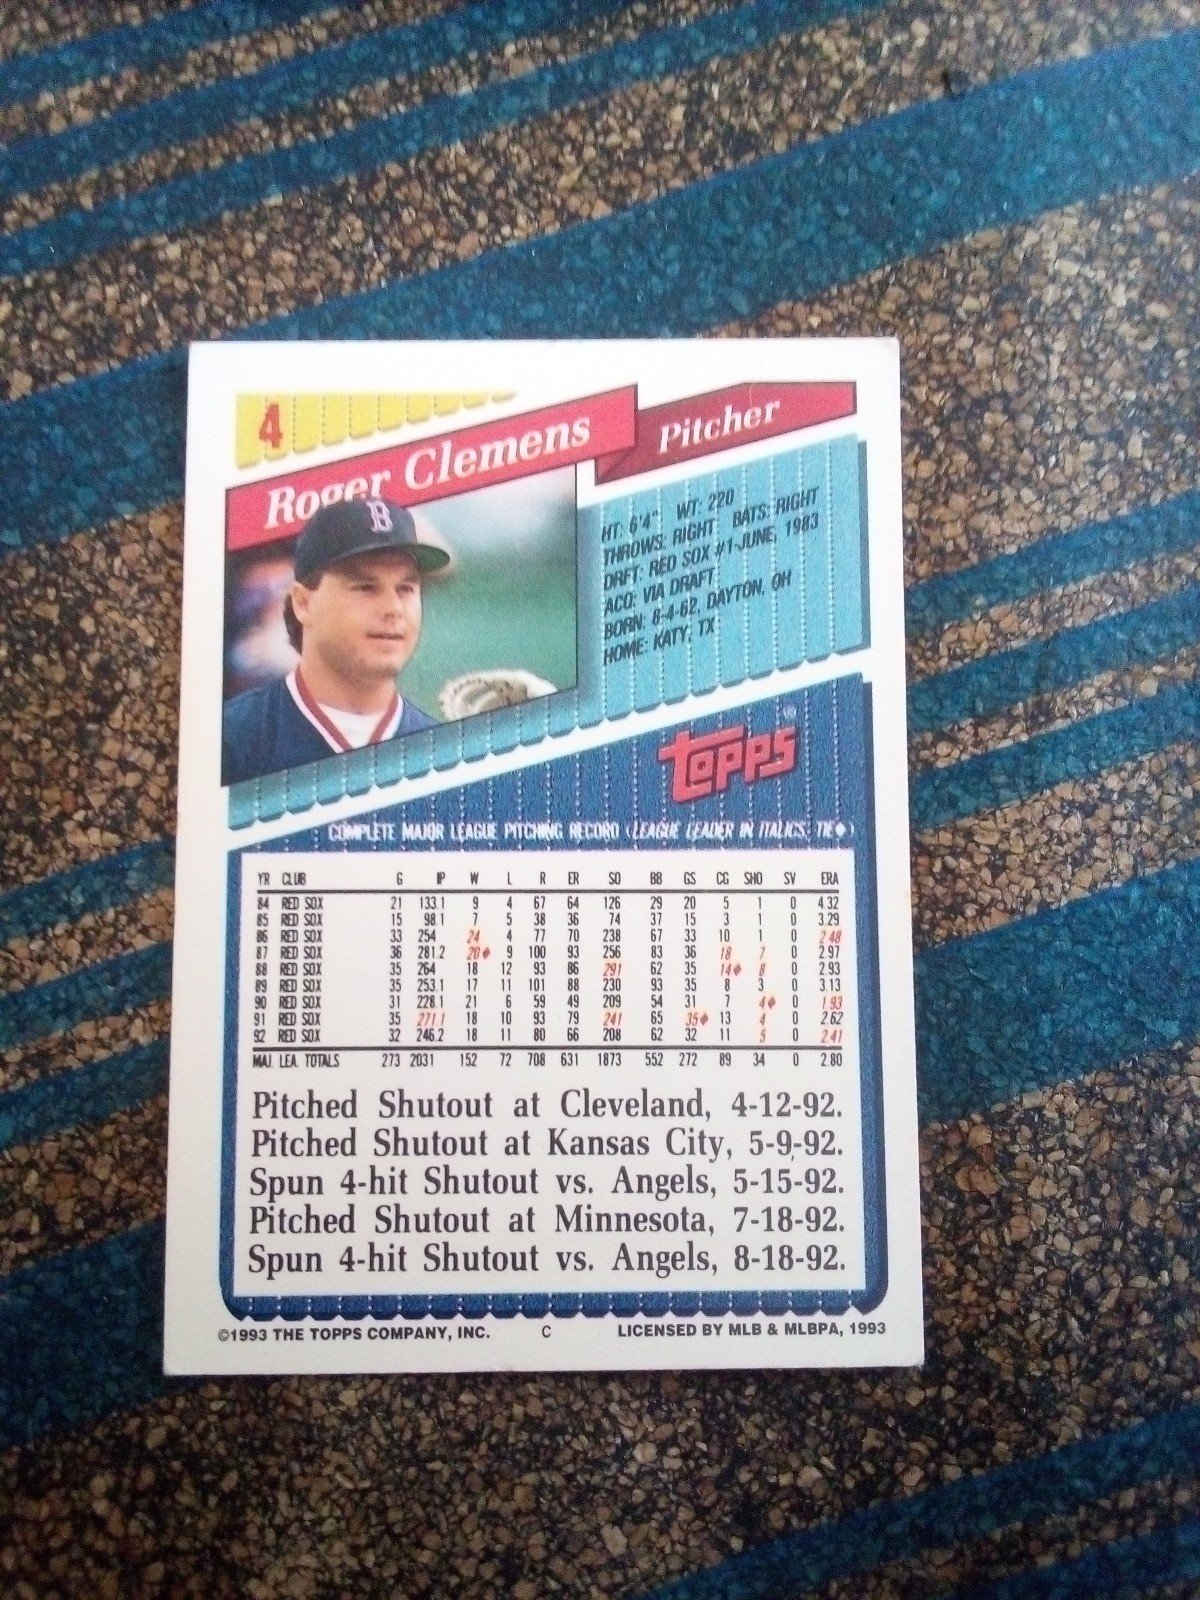 4
Roger Clemens
Pitcher
B
HT: 6'4" WT: 220
THROWS: RIGHT BATS: RIGHT
DRFT: RED SOX #1-JUNE, 1983
ACQ: VIA DRAFT
BORN: 8-4-62, DAYTON, OH
HOME: KATY, TX
Topps®
COMPLETE MAJOR LEAGUE PITCHING RECORD (LEAGUE LEADER IN ITALICS, TIE♦)
YR CLUB G IP W L R ER SO BB GS CG SHO SV ERA
84 RED SOX 21 133.1 9 4 67 64 126 29 20 5 1 0 4.32
85 RED SOX 15 98.1 7 5 38 36 74 37 15 3 1 0 3.29
86 RED SOX 33 254 24 4 77 70 238 67 33 10 1 0 2.48
87 RED SOX 36 281.2 20♦ 9 100 93 256 83 36 18 7 0 2.97
88 RED SOX 35 264 18 12 93 86 291 62 35 14♦ 8 0 2.93
89 RED SOX 35 253.1 17 11 101 88 230 93 35 8 3 0 3.13
90 RED SOX 31 228.1 21 6 59 49 209 54 31 7 4♦ 0 1.93
91 RED SOX 35 271.1 18 10 93 79 241 65 35♦ 13 4 0 2.62
92 RED SOX 32 246.2 18 11 80 66 208 62 32 11 5 0 2.41
MAJ. LEA. TOTALS 273 2031 152 72 708 631 1873 552 272 89 34 0 2.80
Pitched Shutout at Cleveland, 4-12-92.
Pitched Shutout at Kansas City, 5-9-92.
Spun 4-hit Shutout vs. Angels, 5-15-92.
Pitched Shutout at Minnesota, 7-18-92.
Spun 4-hit Shutout vs. Angels, 8-18-92.
©1993 THE TOPPS COMPANY, INC. C LICENSED BY MLB & MLBPA, 1993